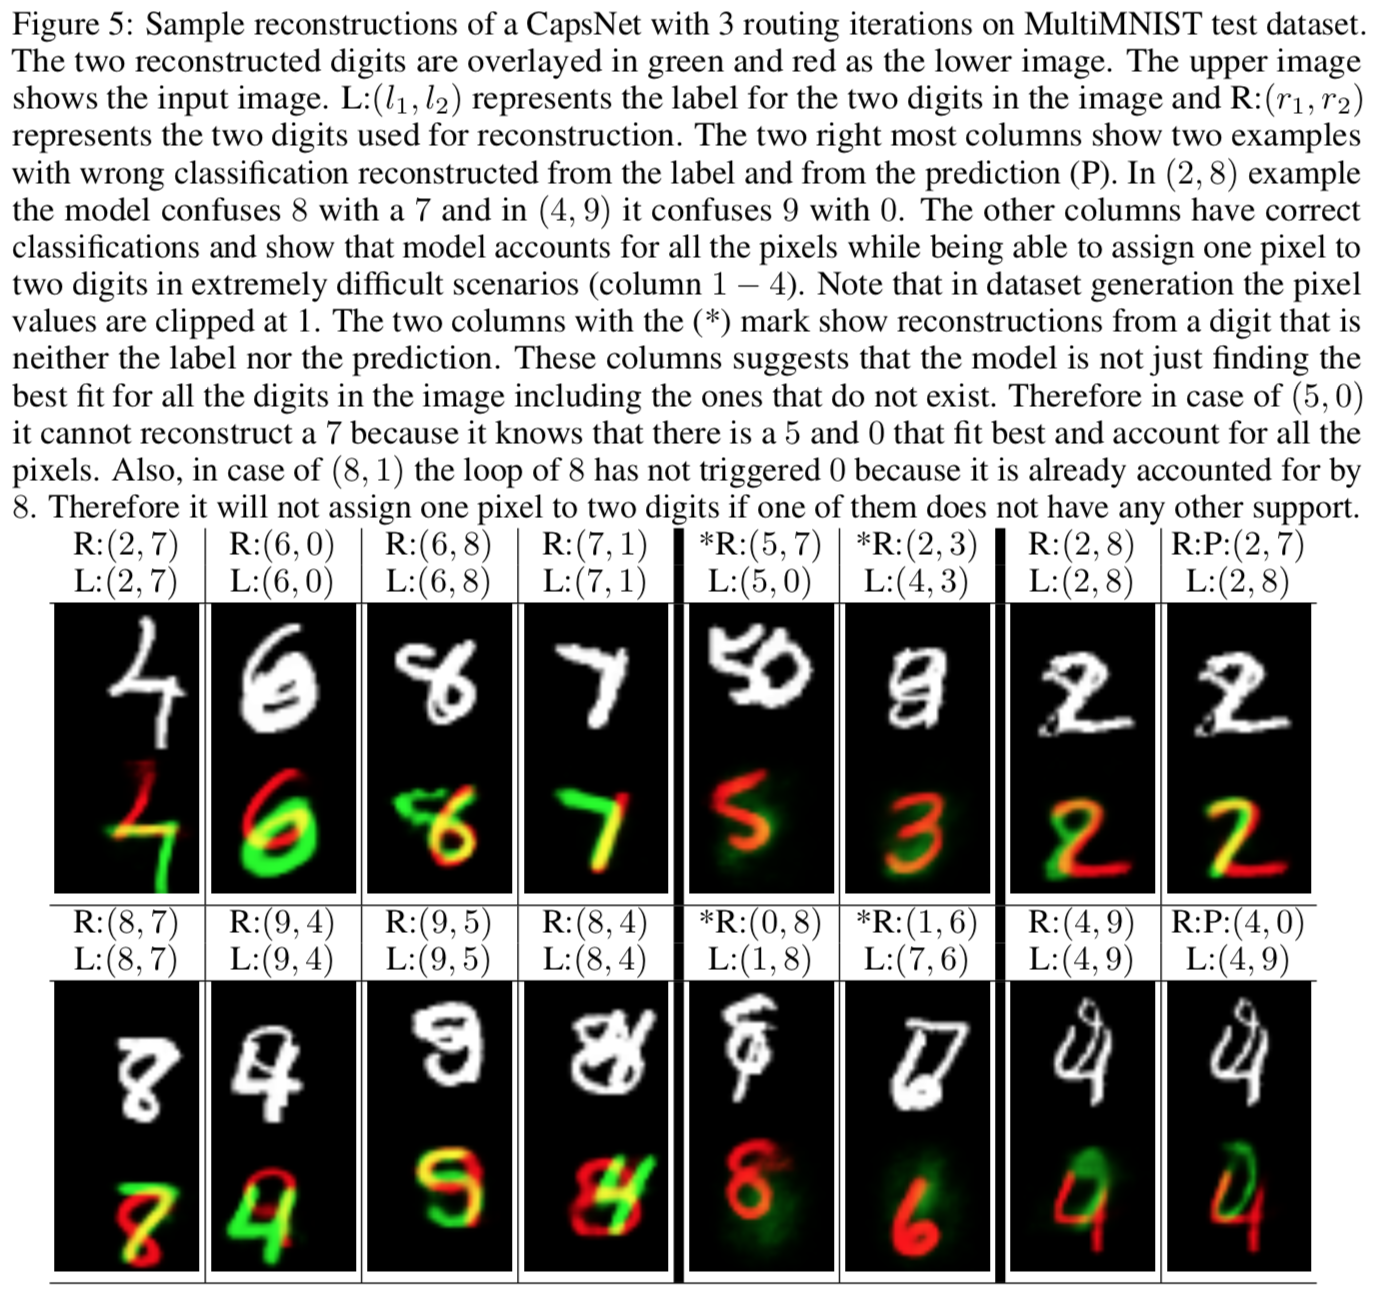 Figure 5: Sample reconstructions of a CapsNet with 3 routing iterations on MultiMNIST test dataset.
The two reconstructed digits are overlayed in green and red as the lower image. The upper image
shows the input image. L:(l₁, l₂) represents the label for the two digits in the image and R:(r₁, r₂)
represents the two digits used for reconstruction. The two right most columns show two examples
with wrong classification reconstructed from the label and from the prediction (P). In (2, 8) example
the model confuses 8 with a 7 and in (4, 9) it confuses 9 with 0. The other columns have correct
classifications and show that model accounts for all the pixels while being able to assign one pixel to
two digits in extremely difficult scenarios (column 1 − 4). Note that in dataset generation the pixel
values are clipped at 1. The two columns with the (*) mark show reconstructions from a digit that is
neither the label nor the prediction. These columns suggests that the model is not just finding the
best fit for all the digits in the image including the ones that do not exist. Therefore in case of (5, 0)
it cannot reconstruct a 7 because it knows that there is a 5 and 0 that fit best and account for all the
pixels. Also, in case of (8, 1) the loop of 8 has not triggered 0 because it is already accounted for by
8. Therefore it will not assign one pixel to two digits if one of them does not have any other support.
R:(2, 7) R:(6, 0) R:(6, 8) R:(7, 1) *R:(5, 7) *R:(2, 3) R:(2, 8) R:P:(2, 7)
L:(2, 7) L:(6, 0) L:(6, 8) L:(7, 1) L:(5, 0) L:(4, 3) L:(2, 8) L:(2, 8)
R:(8, 7) R:(9, 4) R:(9, 5) R:(8, 4) *R:(0, 8) *R:(1, 6) R:(4, 9) R:P:(4, 0)
L:(8, 7) L:(9, 4) L:(9, 5) L:(8, 4) L:(1, 8) L:(7, 6) L:(4, 9) L:(4, 9)